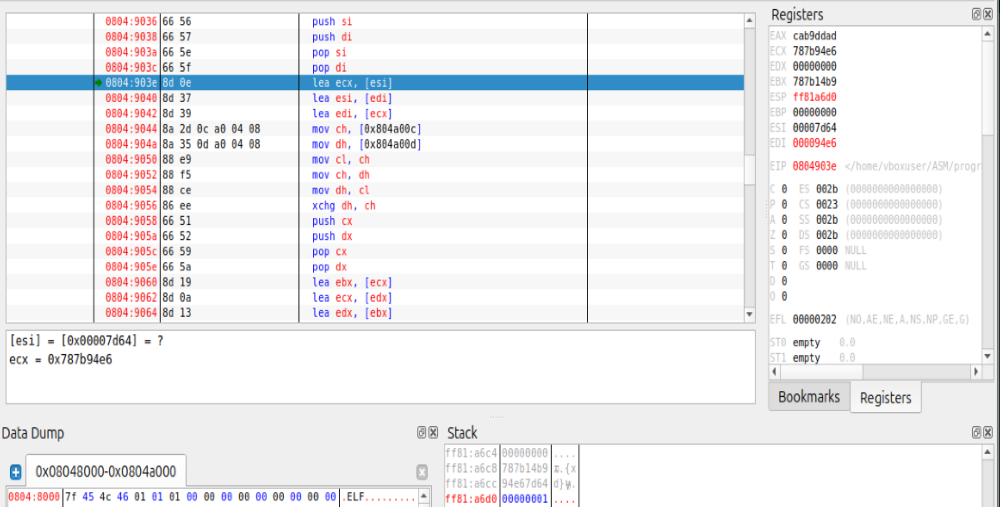 0804:9036 66 56 push si
0804:9038 66 57 push di
0804:903a 66 5e pop si
0804:903c 66 5f pop di
0804:903e 8d 0e lea ecx, [esi]
0804:9040 8d 37 lea esi, [edi]
0804:9042 8d 39 lea edi, [ecx]
0804:9044 8a 2d 0c a0 04 08 mov ch, [0x804a00c]
0804:904a 8a 35 0d a0 04 08 mov dh, [0x804a00d]
0804:9050 88 e9 mov cl, ch
0804:9052 88 f5 mov ch, dh
0804:9054 88 ce mov dh, cl
0804:9056 86 ee xchg dh, ch
0804:9058 66 51 push cx
0804:905a 66 52 push dx
0804:905c 66 59 pop cx
0804:905e 66 5a pop dx
0804:9060 8d 19 lea ebx, [ecx]
0804:9062 8d 0a lea ecx, [edx]
0804:9064 8d 13 lea edx, [ebx]
[esi] = [0x00007d64] = ?
ecx = 0x787b94e6
Registers
EAX cab9ddad
ECX 787b94e6
EDX 00000000
EBX 787b14b9
ESP ff81a6d0
EBP 00000000
ESI 00007d64
EDI 000094e6
EIP 0804903e </home/vboxuser/ASM/progr
C 0 ES 002b (0000000000000000)
P 0 CS 0023 (0000000000000000)
A 0 SS 002b (0000000000000000)
Z 0 DS 002b (0000000000000000)
S 0 FS 0000 NULL
T 0 GS 0000 NULL
D 0
O 0
EFL 00000202 (NO,AE,NE,A,NS,NP,GE,G)
ST0 empty 0.0
ST1 empty 0.0
Bookmarks Registers
Data Dump
0x08048000-0x0804a000
0804:8000 7f 45 4c 46 01 01 01 00 00 00 00 00 00 00 00 00 .ELF.........
Stack
ff81:a6c4 00000000 ....
ff81:a6c8 787b14b9
ff81:a6cc 94e67d64
ff81:a6d0 00000001 ....